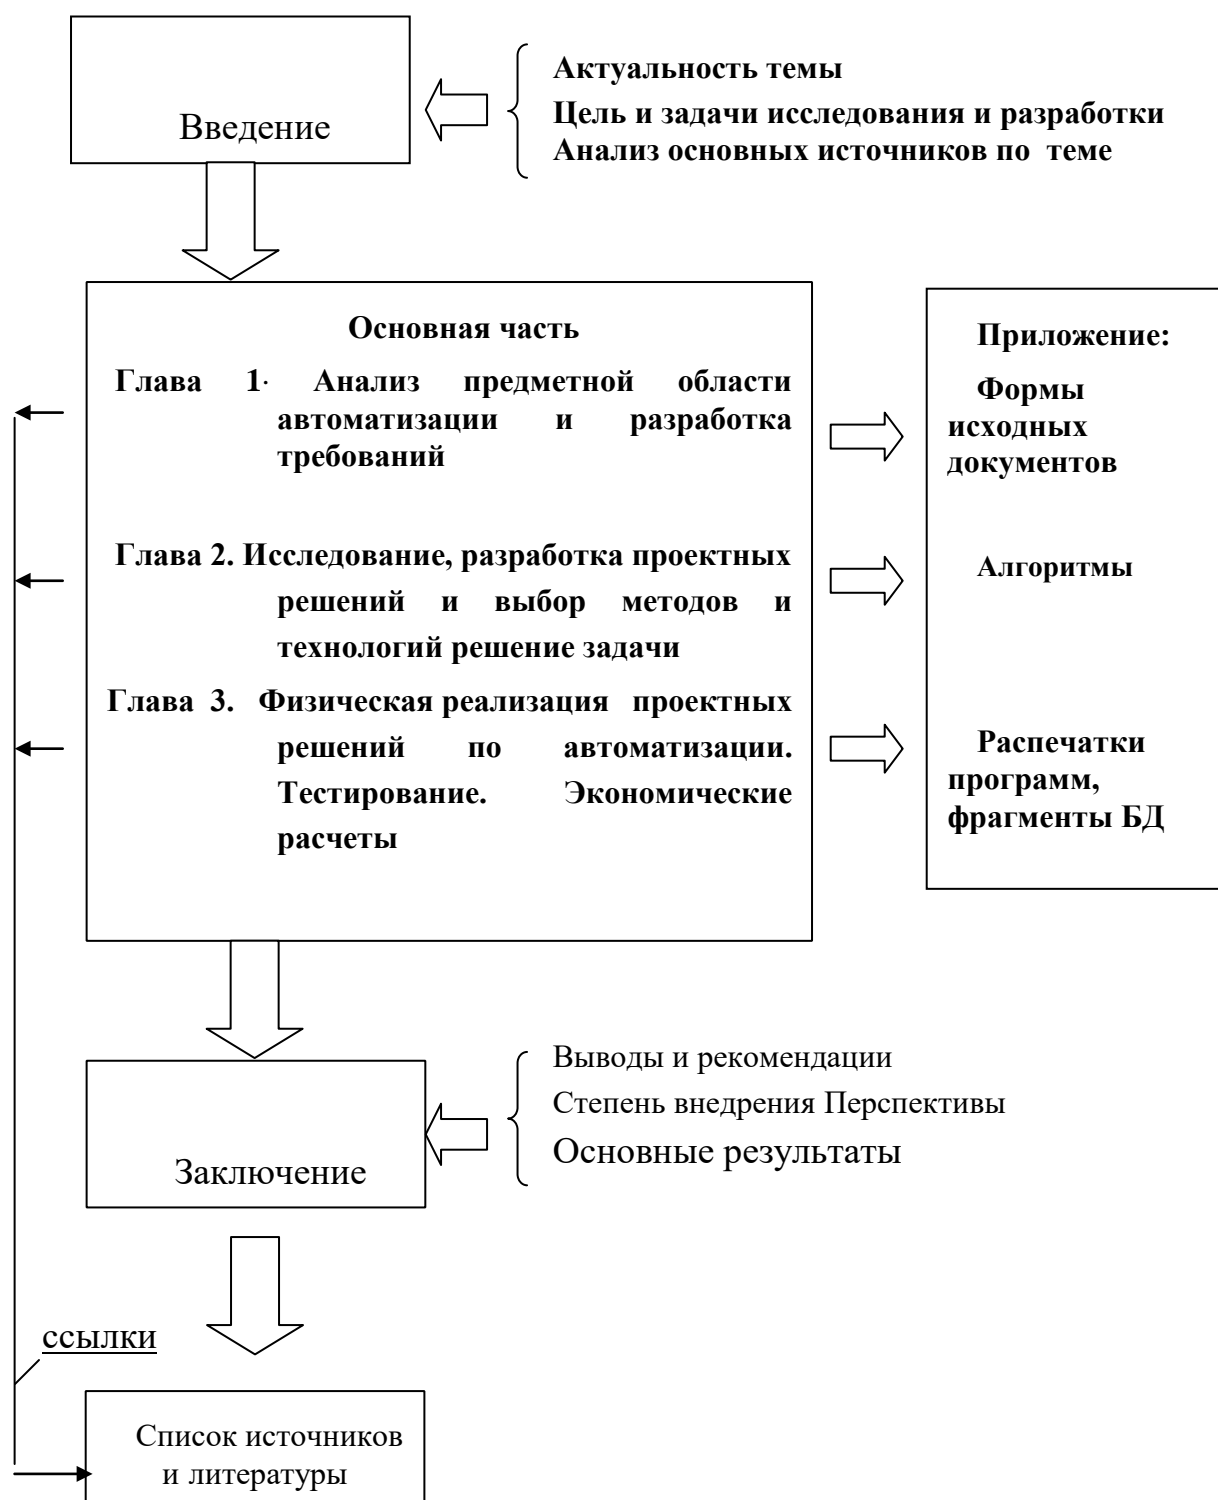 Введение
Актуальность темы
Цель и задачи исследования и разработки
Анализ основных источников по теме
Основная часть
Глава 1. Анализ предметной области
автоматизации и разработка
требований
Глава 2. Исследование, разработка проектных
решений и выбор методов и
технологий решение задачи
Глава 3. Физическая реализация проектных
решений по автоматизации.
Тестирование. Экономические
расчеты
Приложение:
Формы
исходных
документов
Алгоритмы
Распечатки
программ,
фрагменты БД
Заключение
Выводы и рекомендации
Степень внедрения Перспективы
Основные результаты
ссылки
Список источников
и литературы